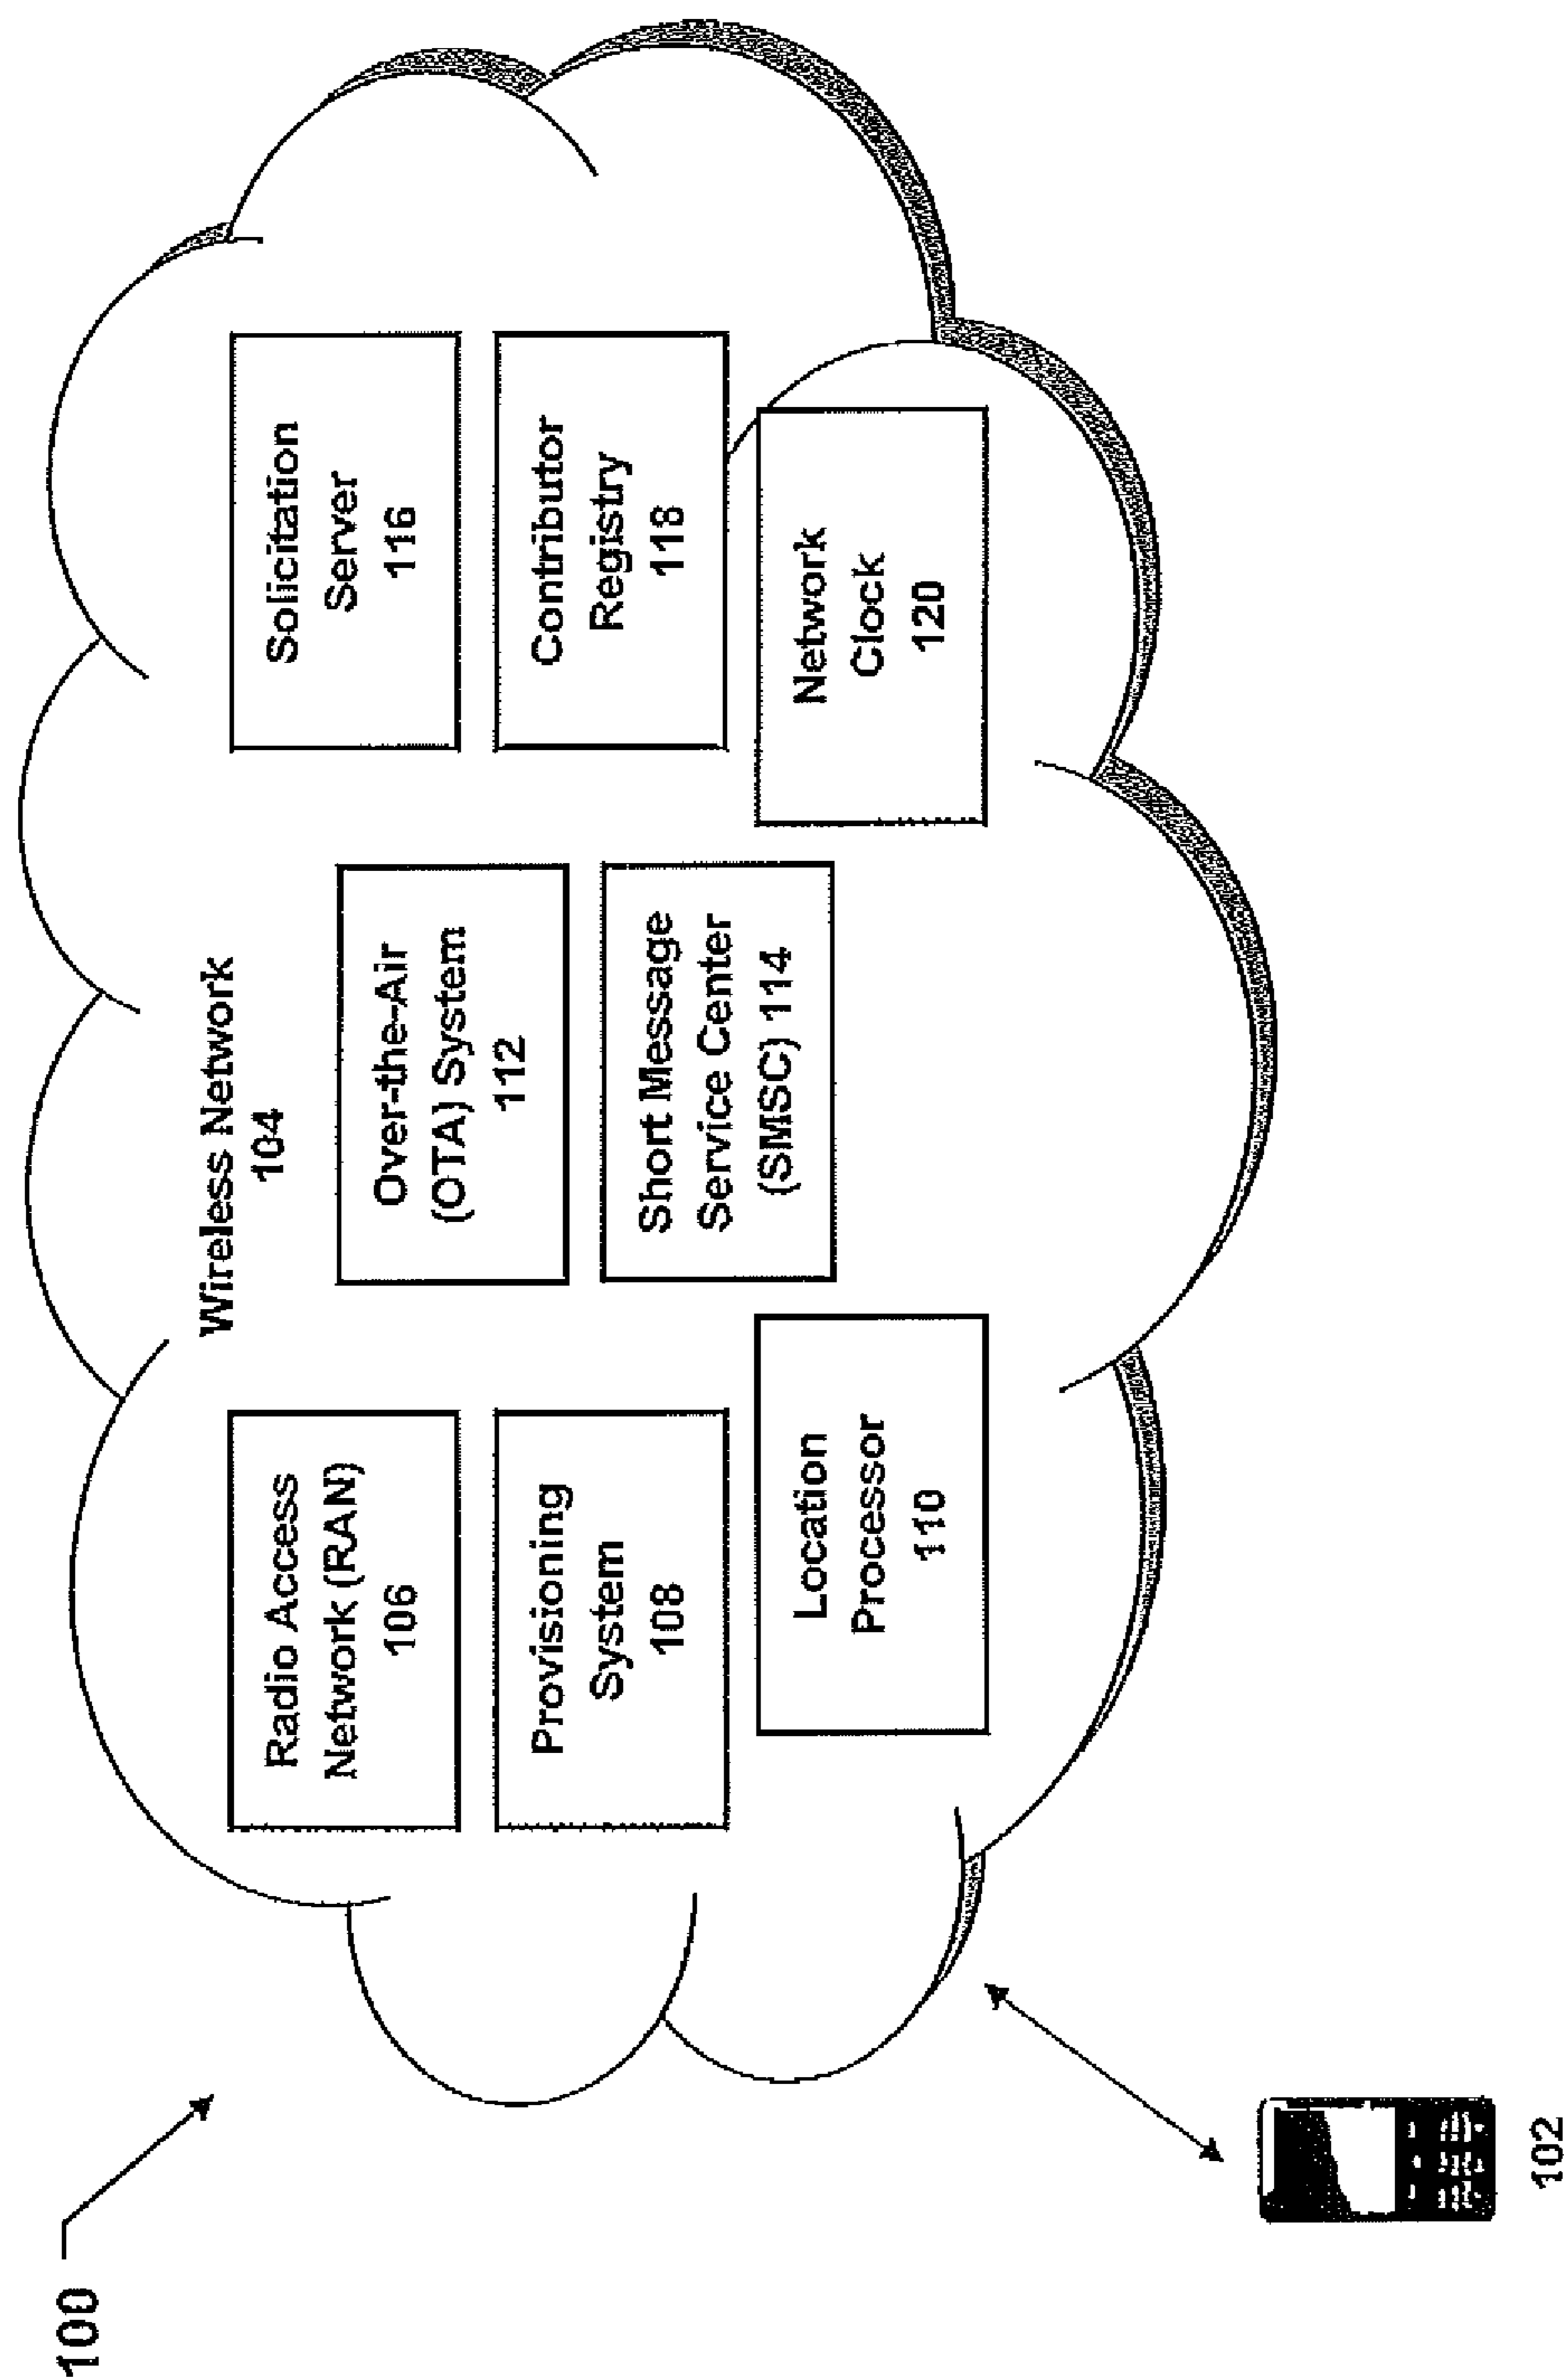 100
Wireless Network
104
Radio Access
Network (RAN)
106
Provisioning
System
108
Location
Processor
110
Over-the-Air
(OTA) System
112
Short Message
Service Center
(SMSC) 114
Solicitation
Server
116
Contributor
Registry
118
Network
Clock
120
102